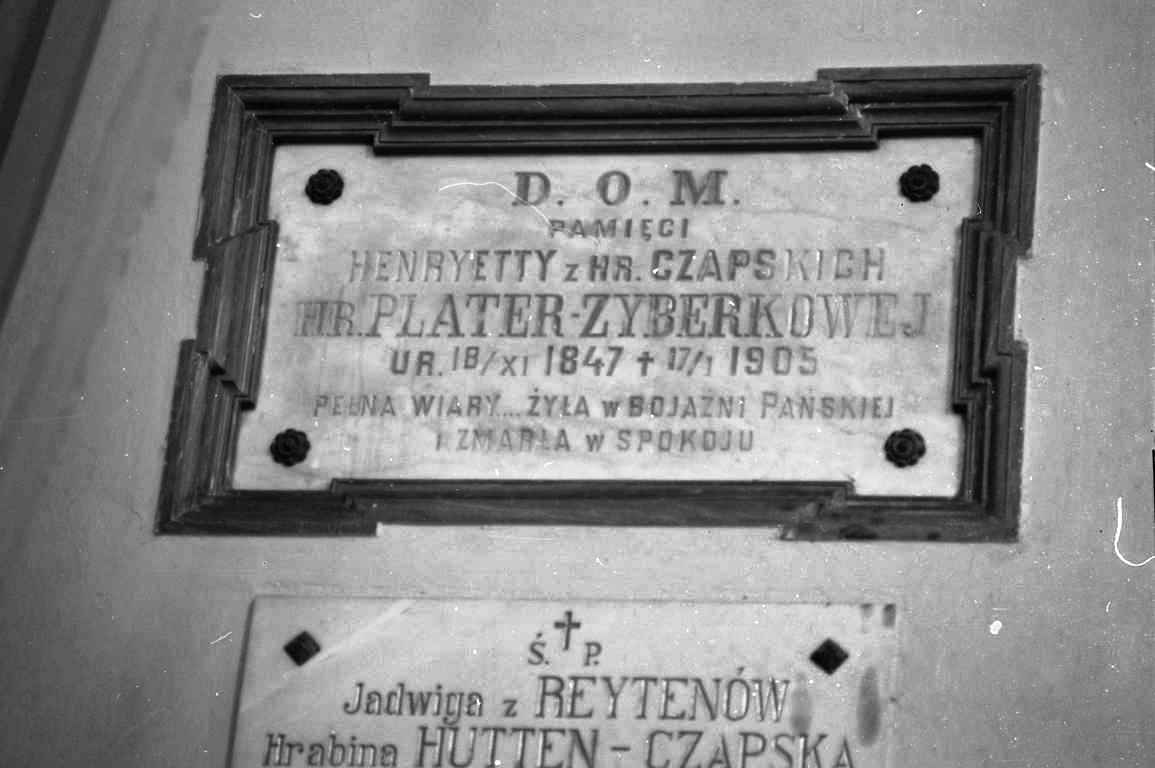 D. O. M.
PAMIĘCI
HENRYETTY z HR. CZAPSKICH
HR. PLATER-ZYBERKOWEJ
UR. 18/XI 1847 † 17/1 1905
PEŁNA WIARY... ŻYŁA w BOJAŹNI PAŃSKIEJ
i ZMARŁA w SPOKOJU
Ś. † P.
Jadwiga z REYTENÓW
Hrabina HUTTEN-CZAPSKA